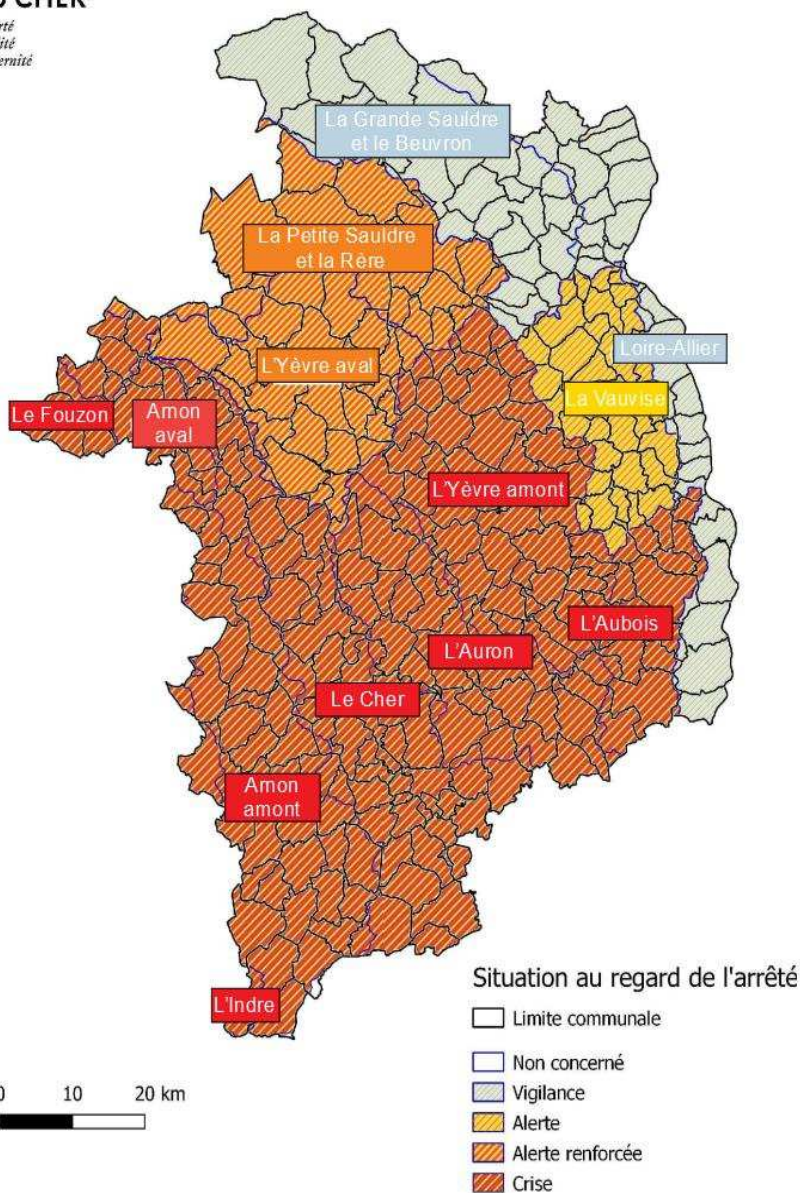 CHER
La Grande Sauldre
et le Beuvron
La Petite Sauldre
et la Rère
L'Yèvre aval
Loire-Allier
La Vauvise
Le Fouzon
Arnon
aval
L'Yèvre amont
L'Aubois
L'Auron
Le Cher
Arnon
amont
L'Indre
Situation au regard de l'arrêté
Limite communale
Non concerné
Vigilance
Alerte
Alerte renforcée
Crise
0 10 20 km